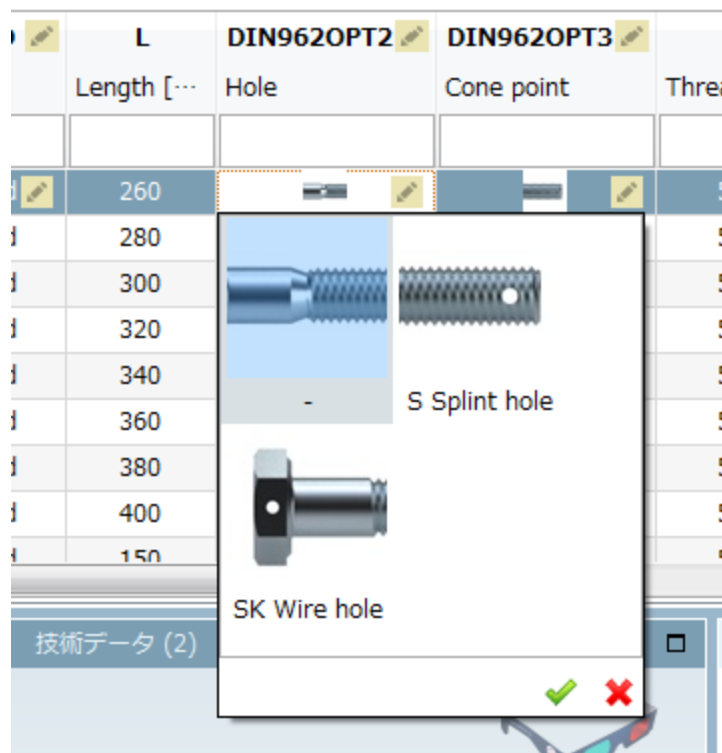 L DIN962OPT2 DIN962OPT3
Length [… Hole Cone point
260
280
300
320
340
360
380
400
150
-
S Splint hole
SK Wire hole
技術データ (2)